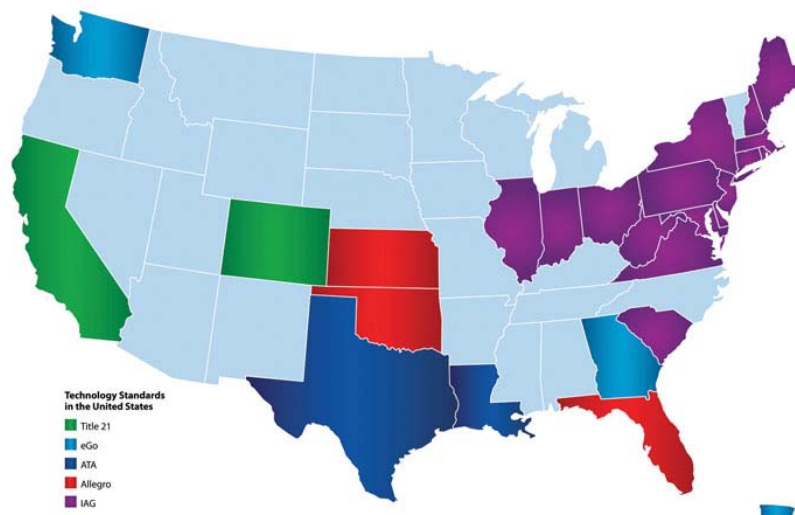 Technology Standards
in the United States
Title 21
eGo
ATA
Allegro
IAG